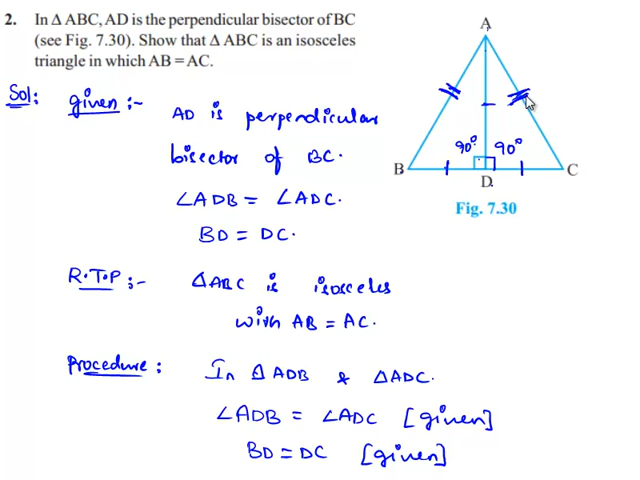 2. In Δ ABC, AD is the perpendicular bisector of BC
(see Fig. 7.30). Show that Δ ABC is an isosceles
triangle in which AB = AC.
Sol:
given :-
AD is perpendicular
bisector of BC.
∠ADB = ∠ADC.
BD = DC.
R.T.P :-
ΔABC is isosceles
with AB = AC.
Procedure :
In Δ ADB & ΔADC.
∠ADB = ∠ADC [given]
BD = DC [given]
A
90° 90°
B
C
D
Fig. 7.30